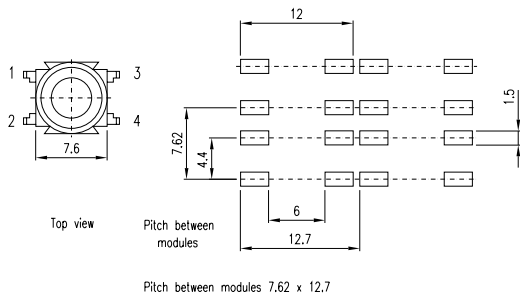 12
1
3
2
4
7.6
7.62
4.4
1.5
6
12.7
Top view
Pitch between
modules
Pitch between modules 7.62 x 12.7